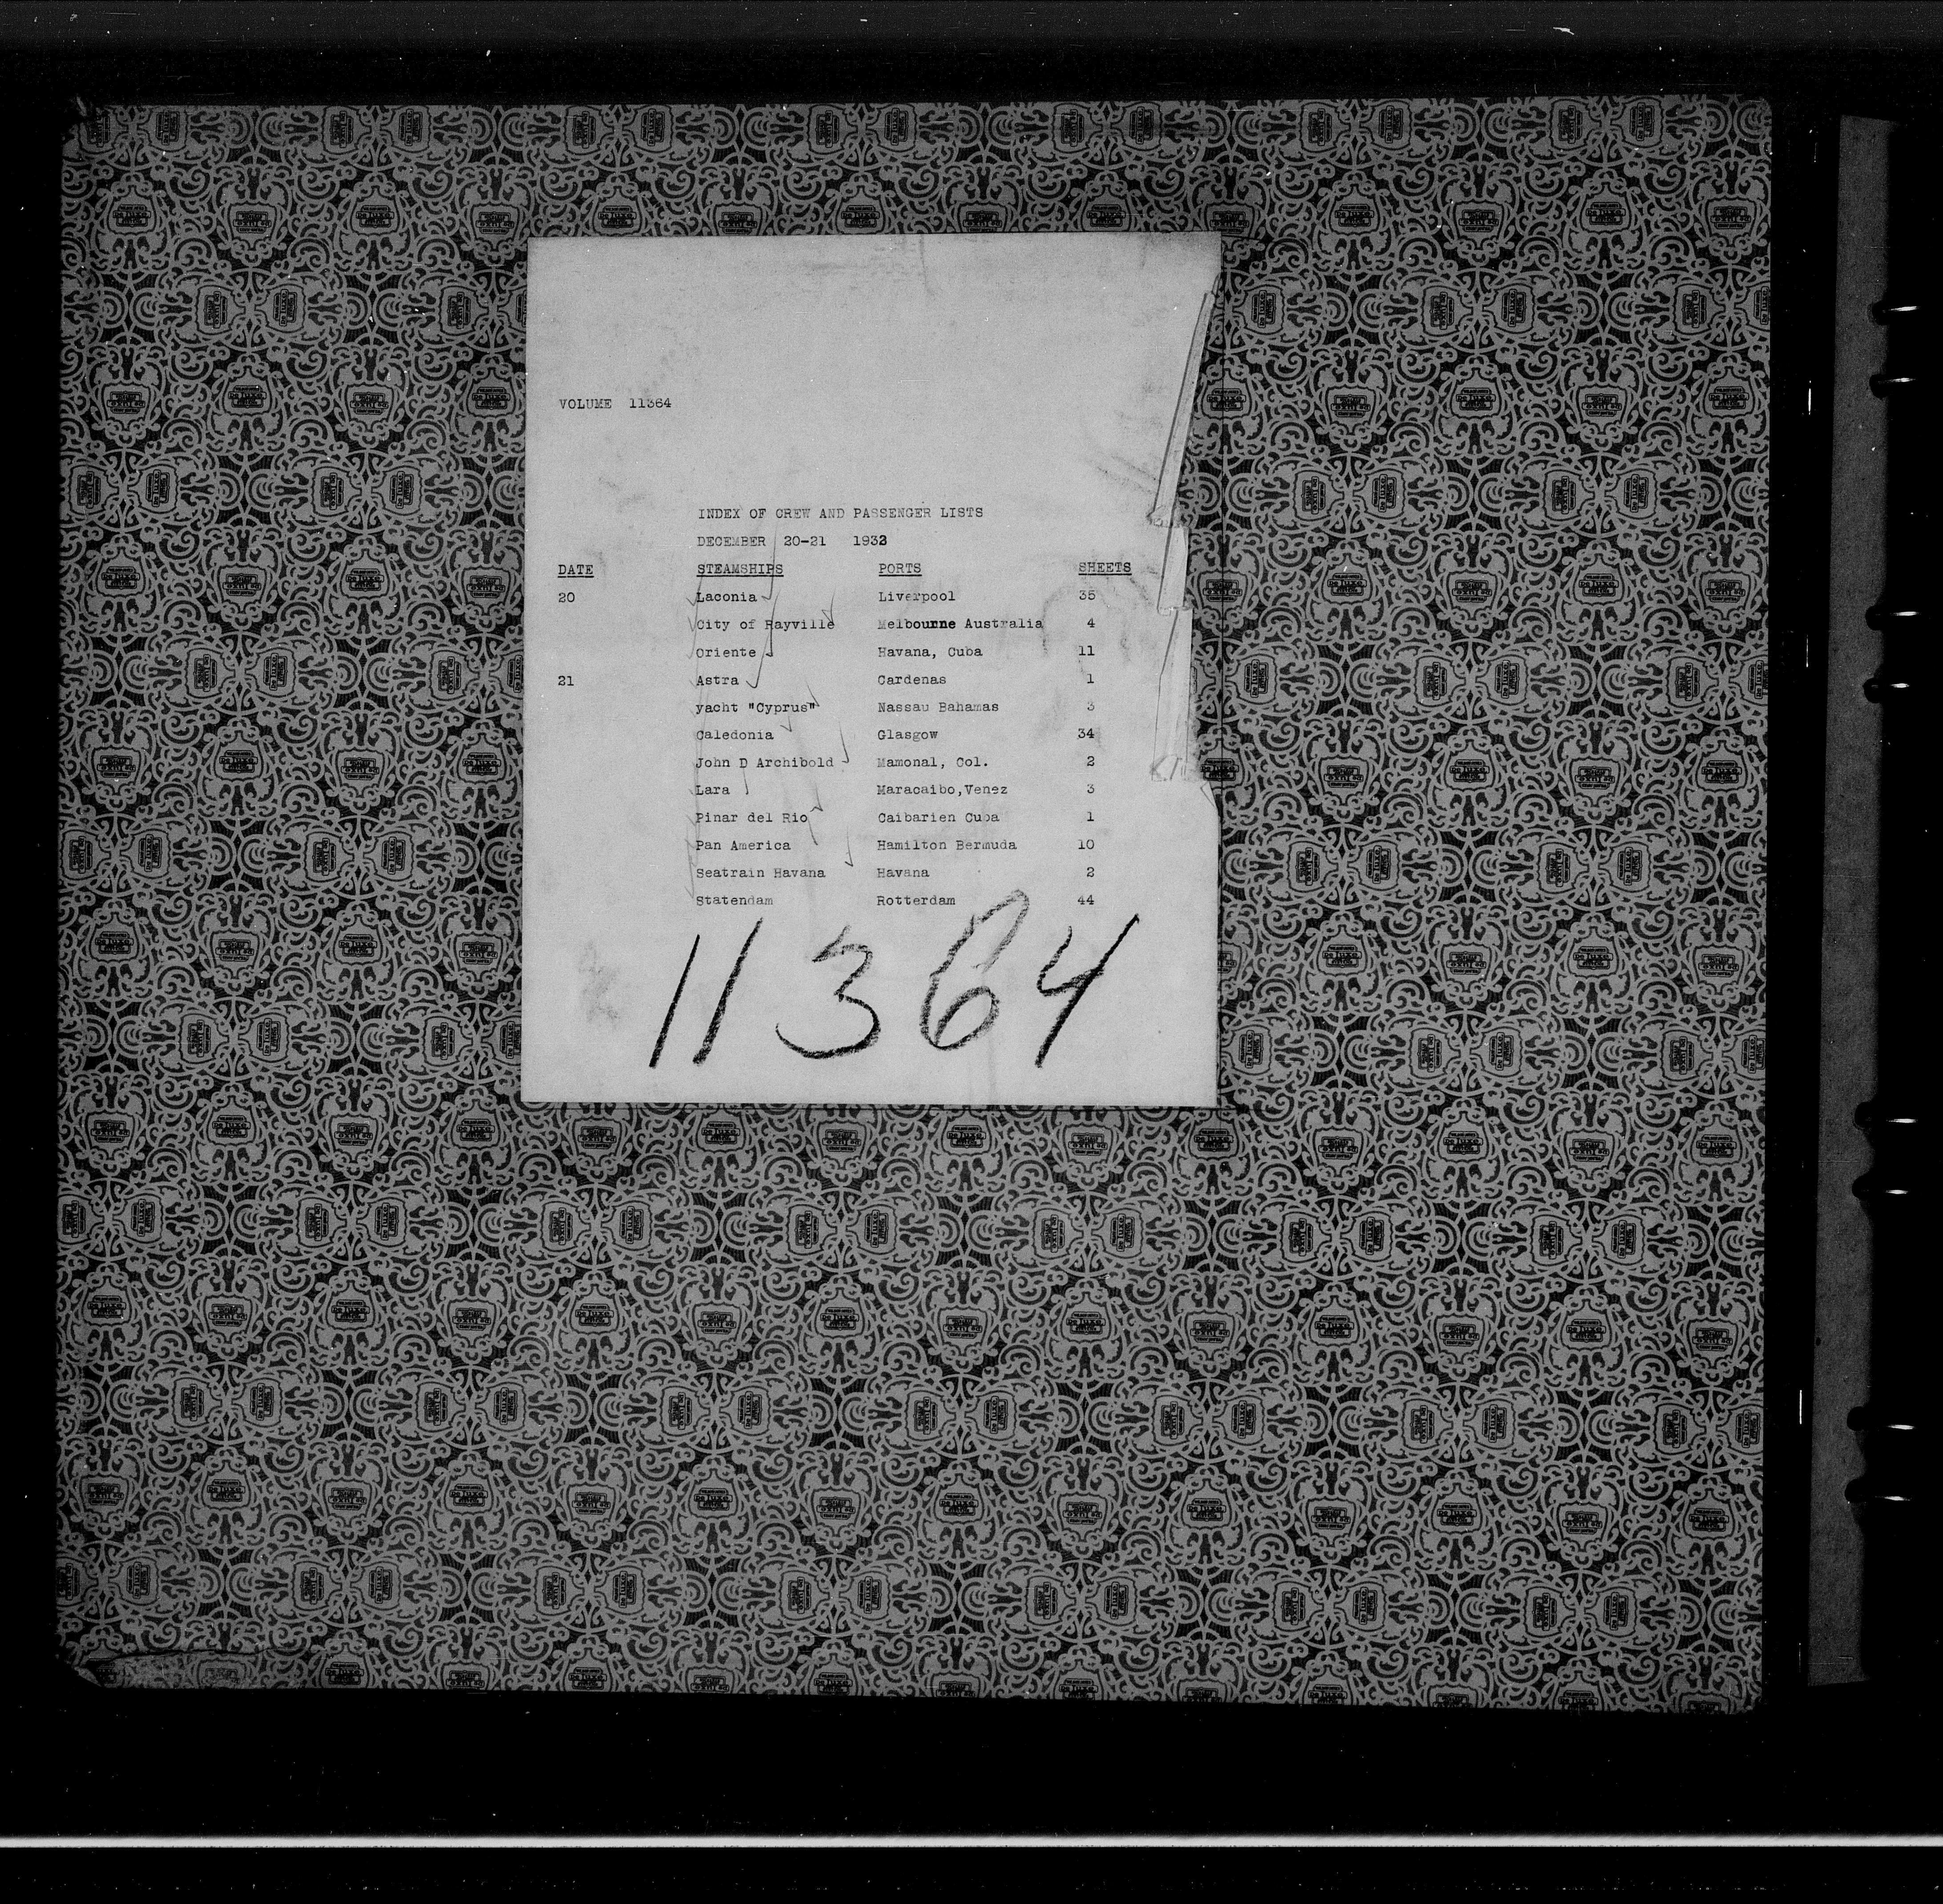 VOLUME 11364
INDEX OF CREW AND PASSENGER LISTS
DECEMBER 20-21 1933
DATE STEAMSHIPS PORTS SHEETS
20 Laconia Liverpool 35
City of Rayville Melbourne Australia 4
Oriente Havana, Cuba 11
21 Astra Cardenas 1
yacht "Cyprus" Nassau Bahamas 3
Caledonia Glasgow 34
John D Archibold Mamonal, Col. 2
Lara Maracaibo,Venez 3
Pinar del Rio Caibarien Cuba 1
Pan America Hamilton Bermuda 10
Seatrain Havana Havana 2
Statendam Rotterdam 44
11364